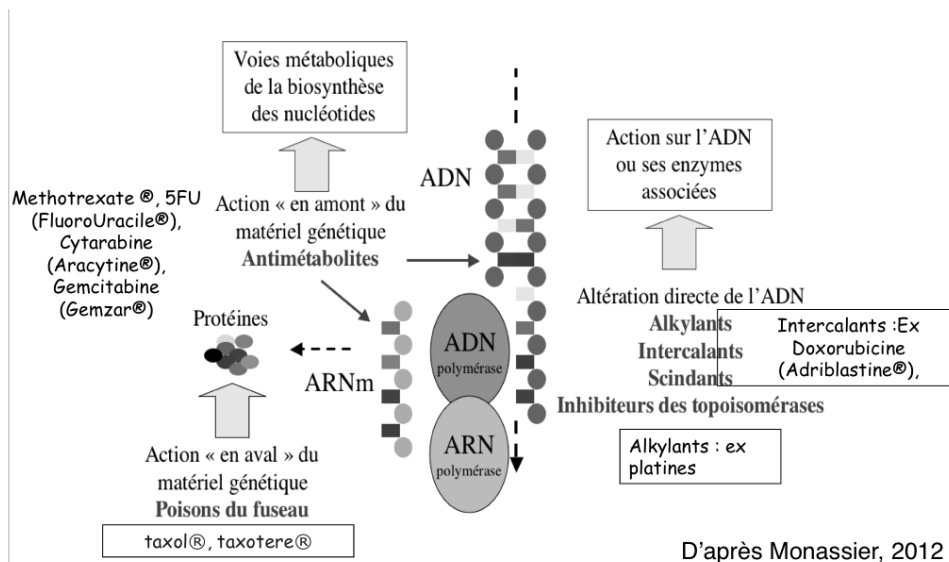 Voies métaboliques
de la biosynthèse
des nucléotides
Methotrexate ®, 5FU
(FluoroUracile®),
Cytarabine
(Aracytine®),
Gemcitabine
(Gemzar®)
Action « en amont » du
matériel génétique
Antimétabolites
ADN
Action sur l'ADN
ou ses enzymes
associées
Altération directe de l'ADN
Alkylants
Intercalants
Scindants
Inhibiteurs des topoisomérases
Intercalants :Ex
Doxorubicine
(Adriblastine®),
Alkylants : ex
platines
Protéines
ARNm
ADN
polymérase
ARN
polymérase
Action « en aval » du
matériel génétique
Poisons du fuseau
taxol®, taxotere®
D'après Monassier, 2012